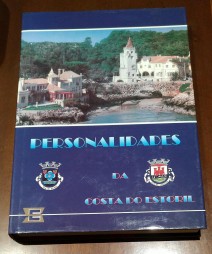 PERSONALIDADES
DA
COSTA DO ESTORIL